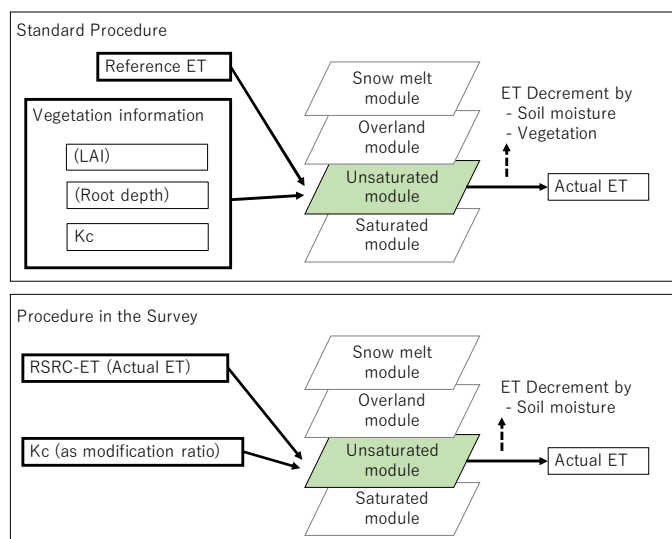 Standard Procedure
Reference ET
Vegetation information
(LAI)
(Root depth)
Kc
Snow melt
module
Overland
module
Unsaturated
module
Saturated
module
ET Decrement by
- Soil moisture
- Vegetation
Actual ET
Procedure in the Survey
RSRC-ET (Actual ET)
Kc (as modification ratio)
Snow melt
module
Overland
module
Unsaturated
module
Saturated
module
ET Decrement by
- Soil moisture
Actual ET